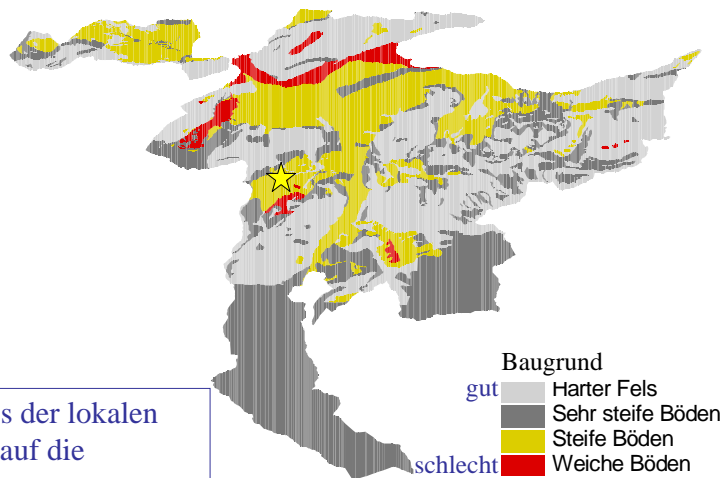 Baugrund
gut Harter Fels
Sehr steife Böden
Steife Böden
schlecht Weiche Böden
s der lokalen
auf die